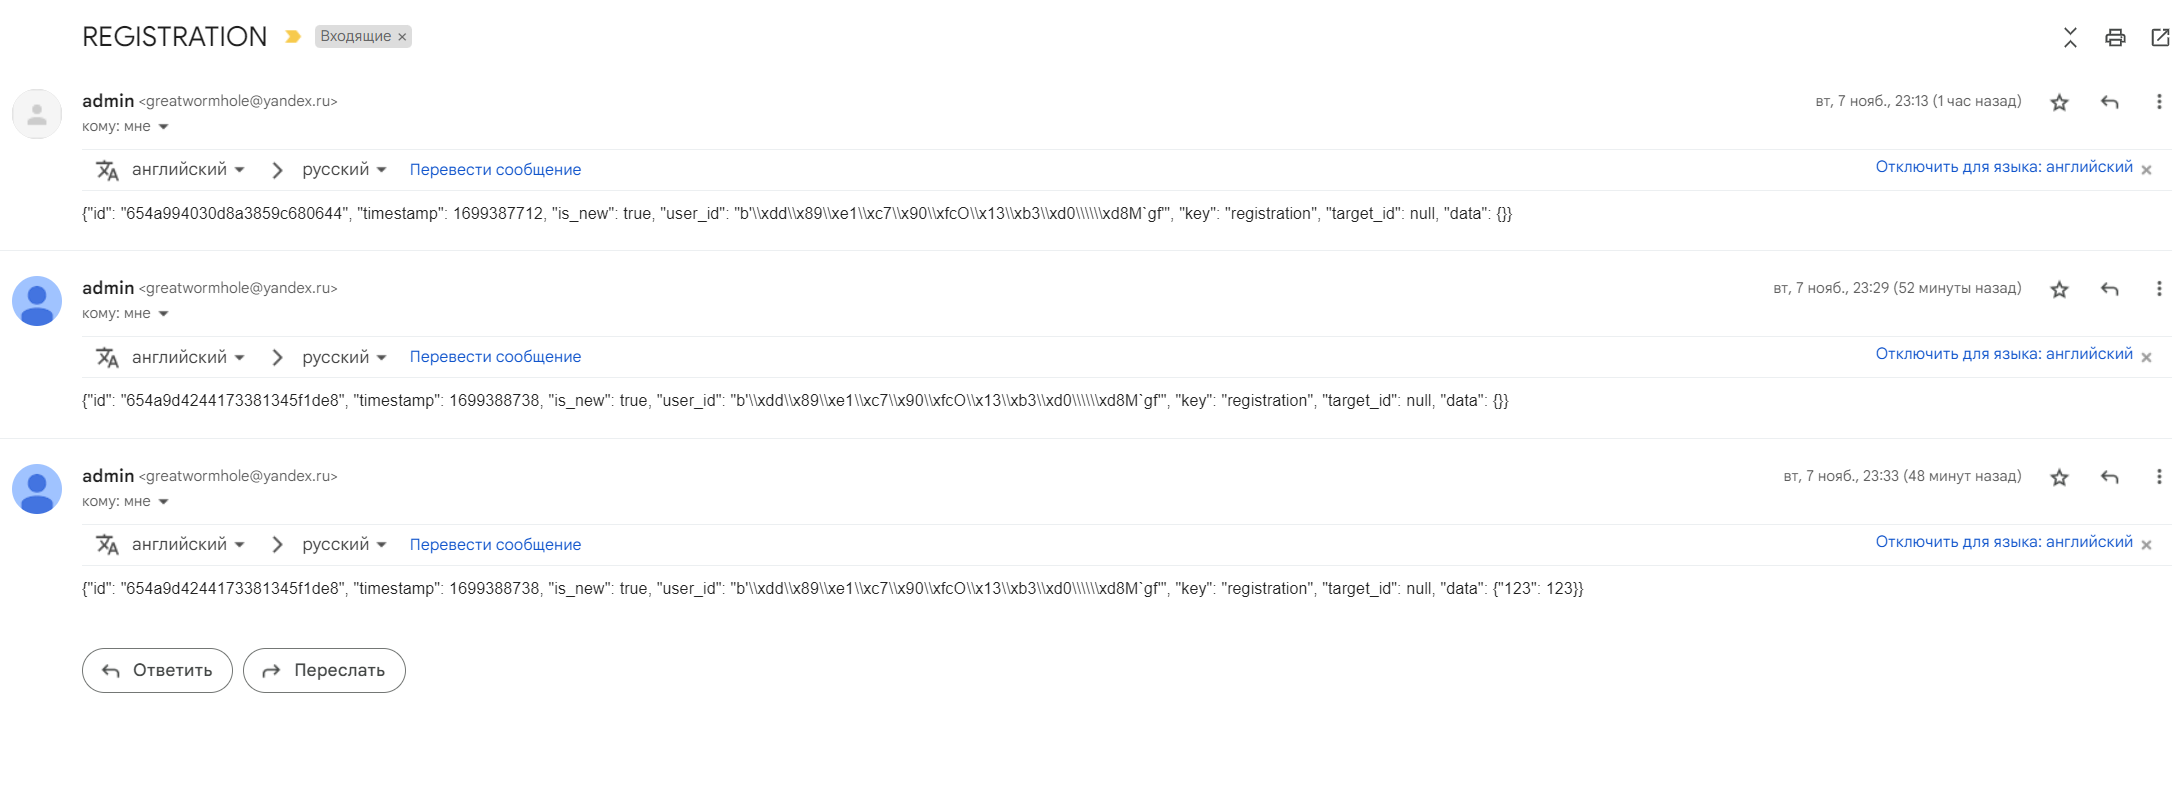 REGISTRATION Входящие ×
admin <greatwormhole@yandex.ru> вт, 7 нояб., 23:13 (1 час назад)
кому: мне
английский русский Перевести сообщение Отключить для языка: английский ×
{"id": "654a994030d8a3859c680644", "timestamp": 1699387712, "is_new": true, "user_id": "b'\\xdd\\x89\\xe1\\xc7\\x90\\xfcO\\x13\\xb3\\xd0\\\\\\xd8M`gf'", "key": "registration", "target_id": null, "data": {}}
admin <greatwormhole@yandex.ru> вт, 7 нояб., 23:29 (52 минуты назад)
кому: мне
английский русский Перевести сообщение Отключить для языка: английский ×
{"id": "654a9d4244173381345f1de8", "timestamp": 1699388738, "is_new": true, "user_id": "b'\\xdd\\x89\\xe1\\xc7\\x90\\xfcO\\x13\\xb3\\xd0\\\\\\xd8M`gf'", "key": "registration", "target_id": null, "data": {}}
admin <greatwormhole@yandex.ru> вт, 7 нояб., 23:33 (48 минут назад)
кому: мне
английский русский Перевести сообщение Отключить для языка: английский ×
{"id": "654a9d4244173381345f1de8", "timestamp": 1699388738, "is_new": true, "user_id": "b'\\xdd\\x89\\xe1\\xc7\\x90\\xfcO\\x13\\xb3\\xd0\\\\\\xd8M`gf'", "key": "registration", "target_id": null, "data": {"123": 123}}
Ответить Переслать